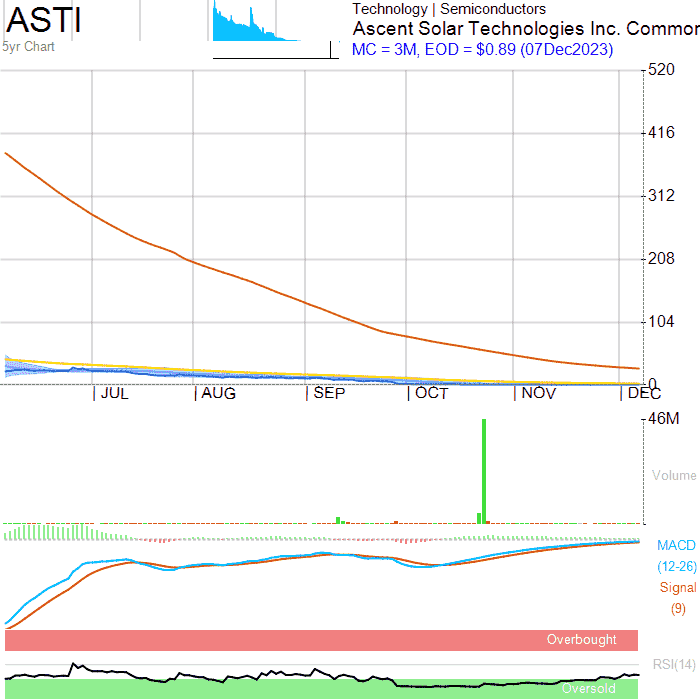 ASTI
5yr Chart
Technology | Semiconductors
Ascent Solar Technologies Inc. Common
MC = 3M, EOD = $0.89 (07Dec2023)
520
416
312
208
104
0
JUL
AUG
SEP
OCT
NOV
DEC
46M
Volume
MACD
(12-26)
Signal
(9)
Overbought
RSI(14)
Oversold